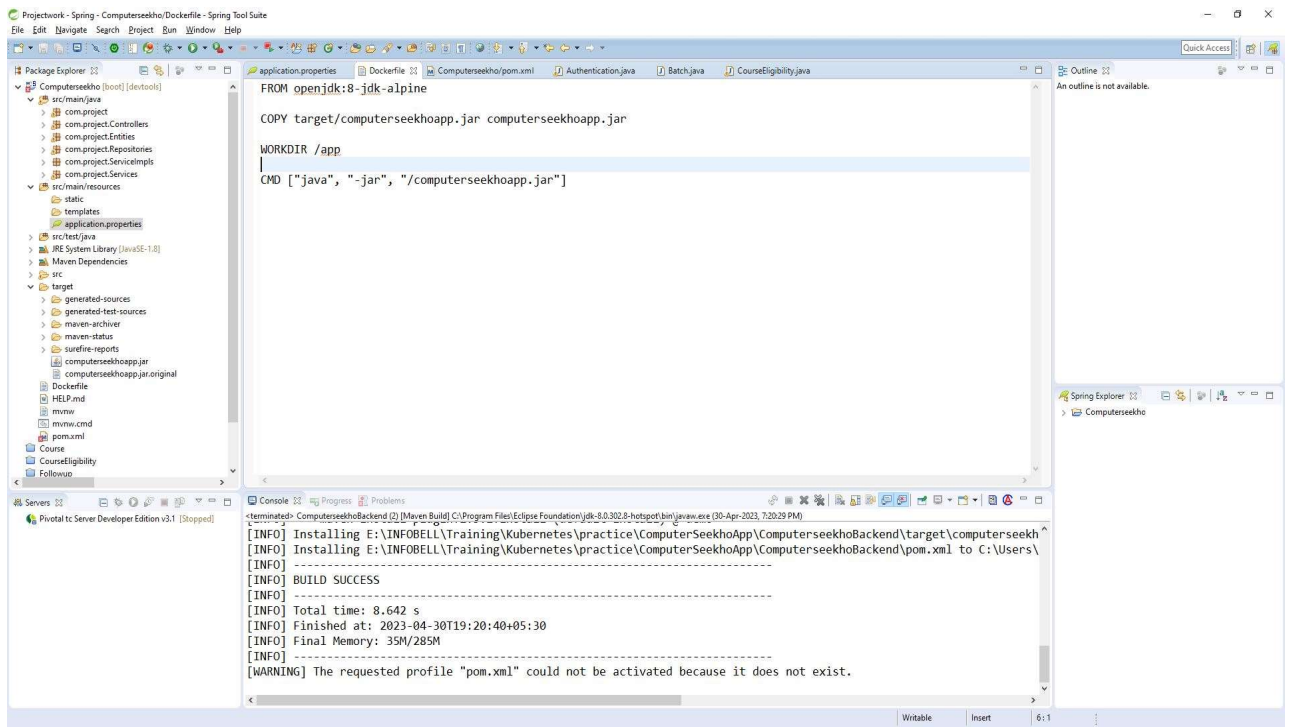 Projectwork - Spring - Computerseekho/Dockerfile - Spring Tool Suite
File Edit Navigate Search Project Run Window Help
Quick Access
Package Explorer
Computerseekho [boot] [devtools]
src/main/java
com.project
com.project.Controllers
com.project.Entities
com.project.Repositories
com.project.ServiceImpls
com.project.Services
src/main/resources
static
templates
application.properties
src/test/java
JRE System Library [JavaSE-1.8]
Maven Dependencies
src
target
generated-sources
generated-test-sources
maven-archiver
maven-status
surefire-reports
computerseekhoapp.jar
computerseekhoapp.jar.original
Dockerfile
HELP.md
mvnw
mvnw.cmd
pom.xml
Course
CourseEligibility
Followup
application.properties Dockerfile Computerseekho/pom.xml Authentication.java Batch.java CourseEligibility.java
FROM openjdk:8-jdk-alpine
COPY target/computerseekhoapp.jar computerseekhoapp.jar
WORKDIR /app
CMD ["java", "-jar", "/computerseekhoapp.jar"]
Outline
An outline is not available.
Spring Explorer
Computerseekho
Servers
Pivotal tc Server Developer Edition v3.1 [Stopped]
Console Progress Problems
<terminated> ComputerseekhoBackend (2) [Maven Build] C:\Program Files\Eclipse Foundation\jdk-8.0.302.8-hotspot\bin\javaw.exe (30-Apr-2023, 7:20:29 PM)
[INFO] Installing E:\INFOBELL\Training\Kubernetes\practice\ComputerSeekhoApp\ComputerseekhoBackend\target\computerseekh
[INFO] Installing E:\INFOBELL\Training\Kubernetes\practice\ComputerSeekhoApp\ComputerseekhoBackend\pom.xml to C:\Users\
[INFO] ------------------------------------------------------------------------
[INFO] BUILD SUCCESS
[INFO] ------------------------------------------------------------------------
[INFO] Total time: 8.642 s
[INFO] Finished at: 2023-04-30T19:20:40+05:30
[INFO] Final Memory: 35M/285M
[INFO] ------------------------------------------------------------------------
[WARNING] The requested profile "pom.xml" could not be activated because it does not exist.
Writable Insert 6:1